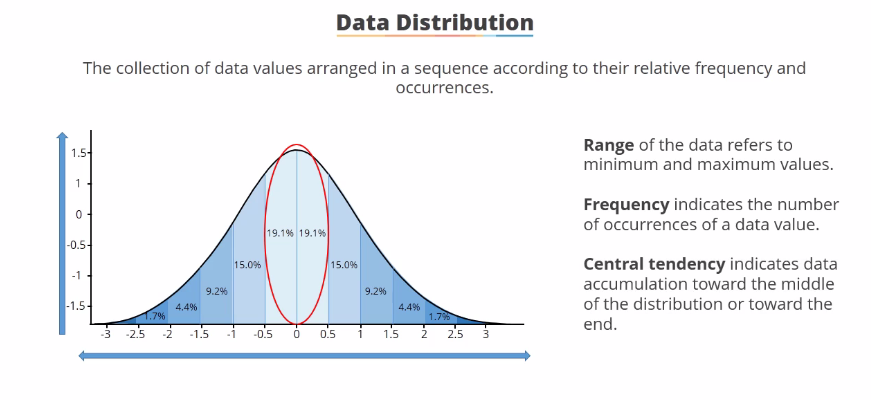 Data Distribution
The collection of data values arranged in a sequence according to their relative frequency and
occurrences.
Range of the data refers to
minimum and maximum values.
Frequency indicates the number
of occurrences of a data value.
Central tendency indicates data
accumulation toward the middle
of the distribution or toward the
end.
1.5
1
0
-0.5
-1
-1.5
19.1% 19.1%
15.0% 15.0%
9.2% 9.2%
4.4% 4.4%
1.7% 1.7%
-3 -2.5 -2 -1.5 -1 -0.5 0 0.5 1 1.5 2 2.5 3